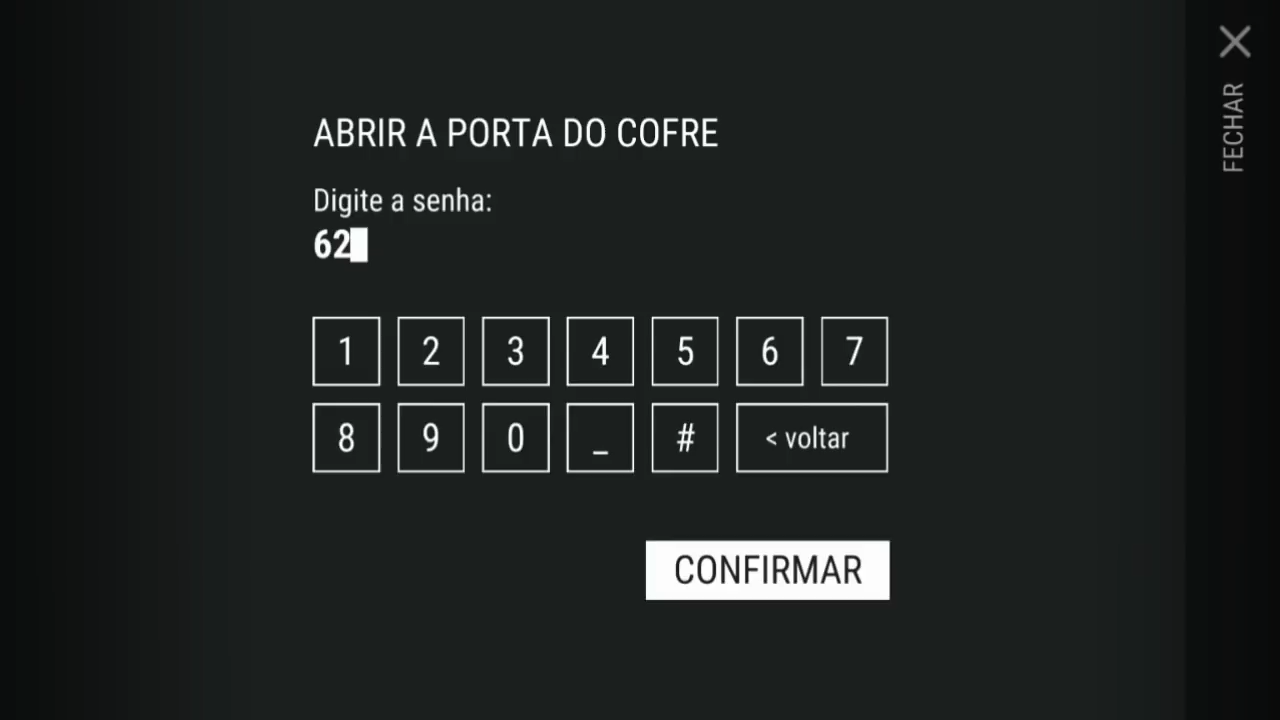 ABRIR A PORTA DO COFRE
Digite a senha:
62
1 2 3 4 5 6 7
8 9 0 _ # < voltar
CONFIRMAR
FECHAR